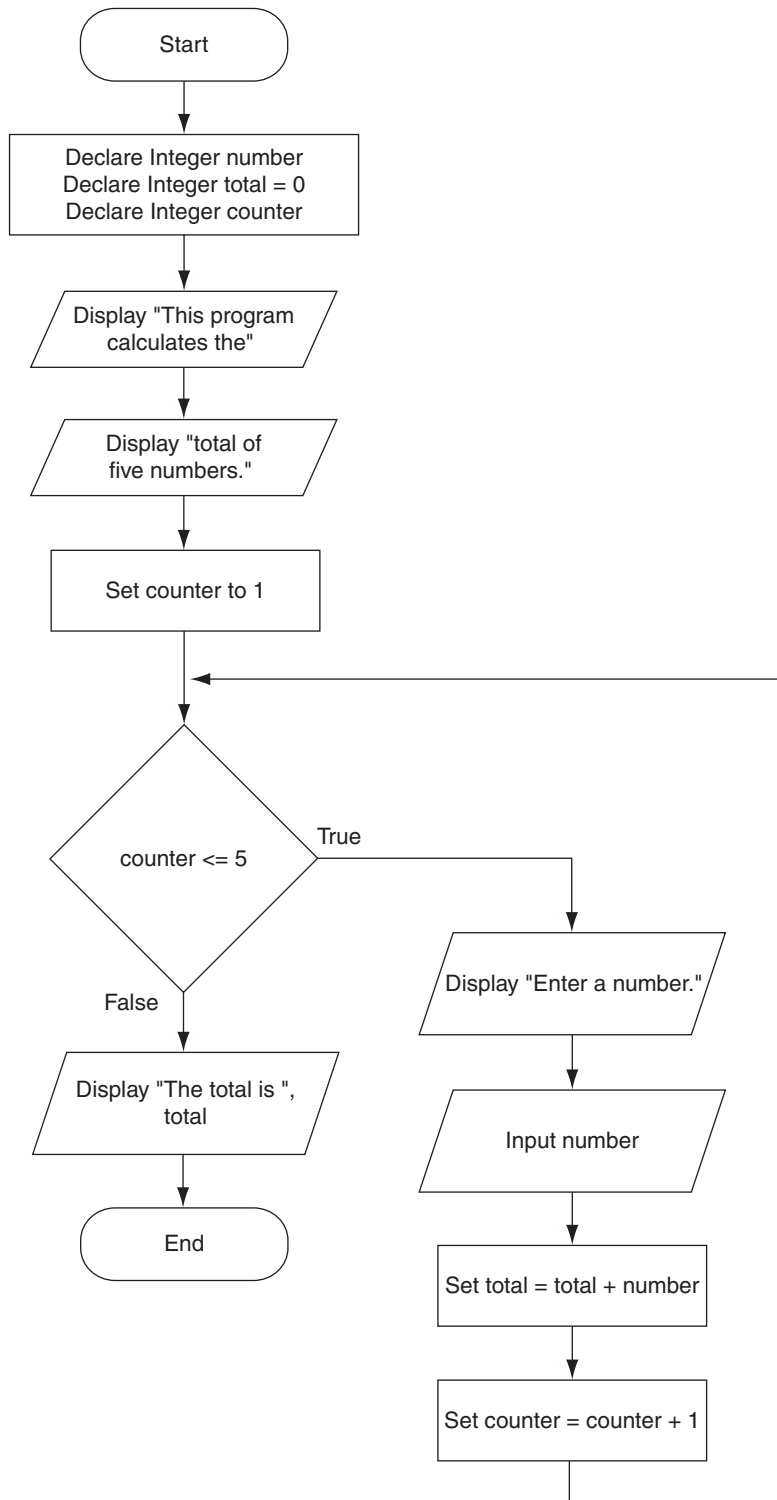 Start
Declare Integer number
Declare Integer total = 0
Declare Integer counter
Display "This program
calculates the"
Display "total of
five numbers."
Set counter to 1
counter <= 5
True
Display "Enter a number."
Input number
Set total = total + number
Set counter = counter + 1
False
Display "The total is ",
total
End